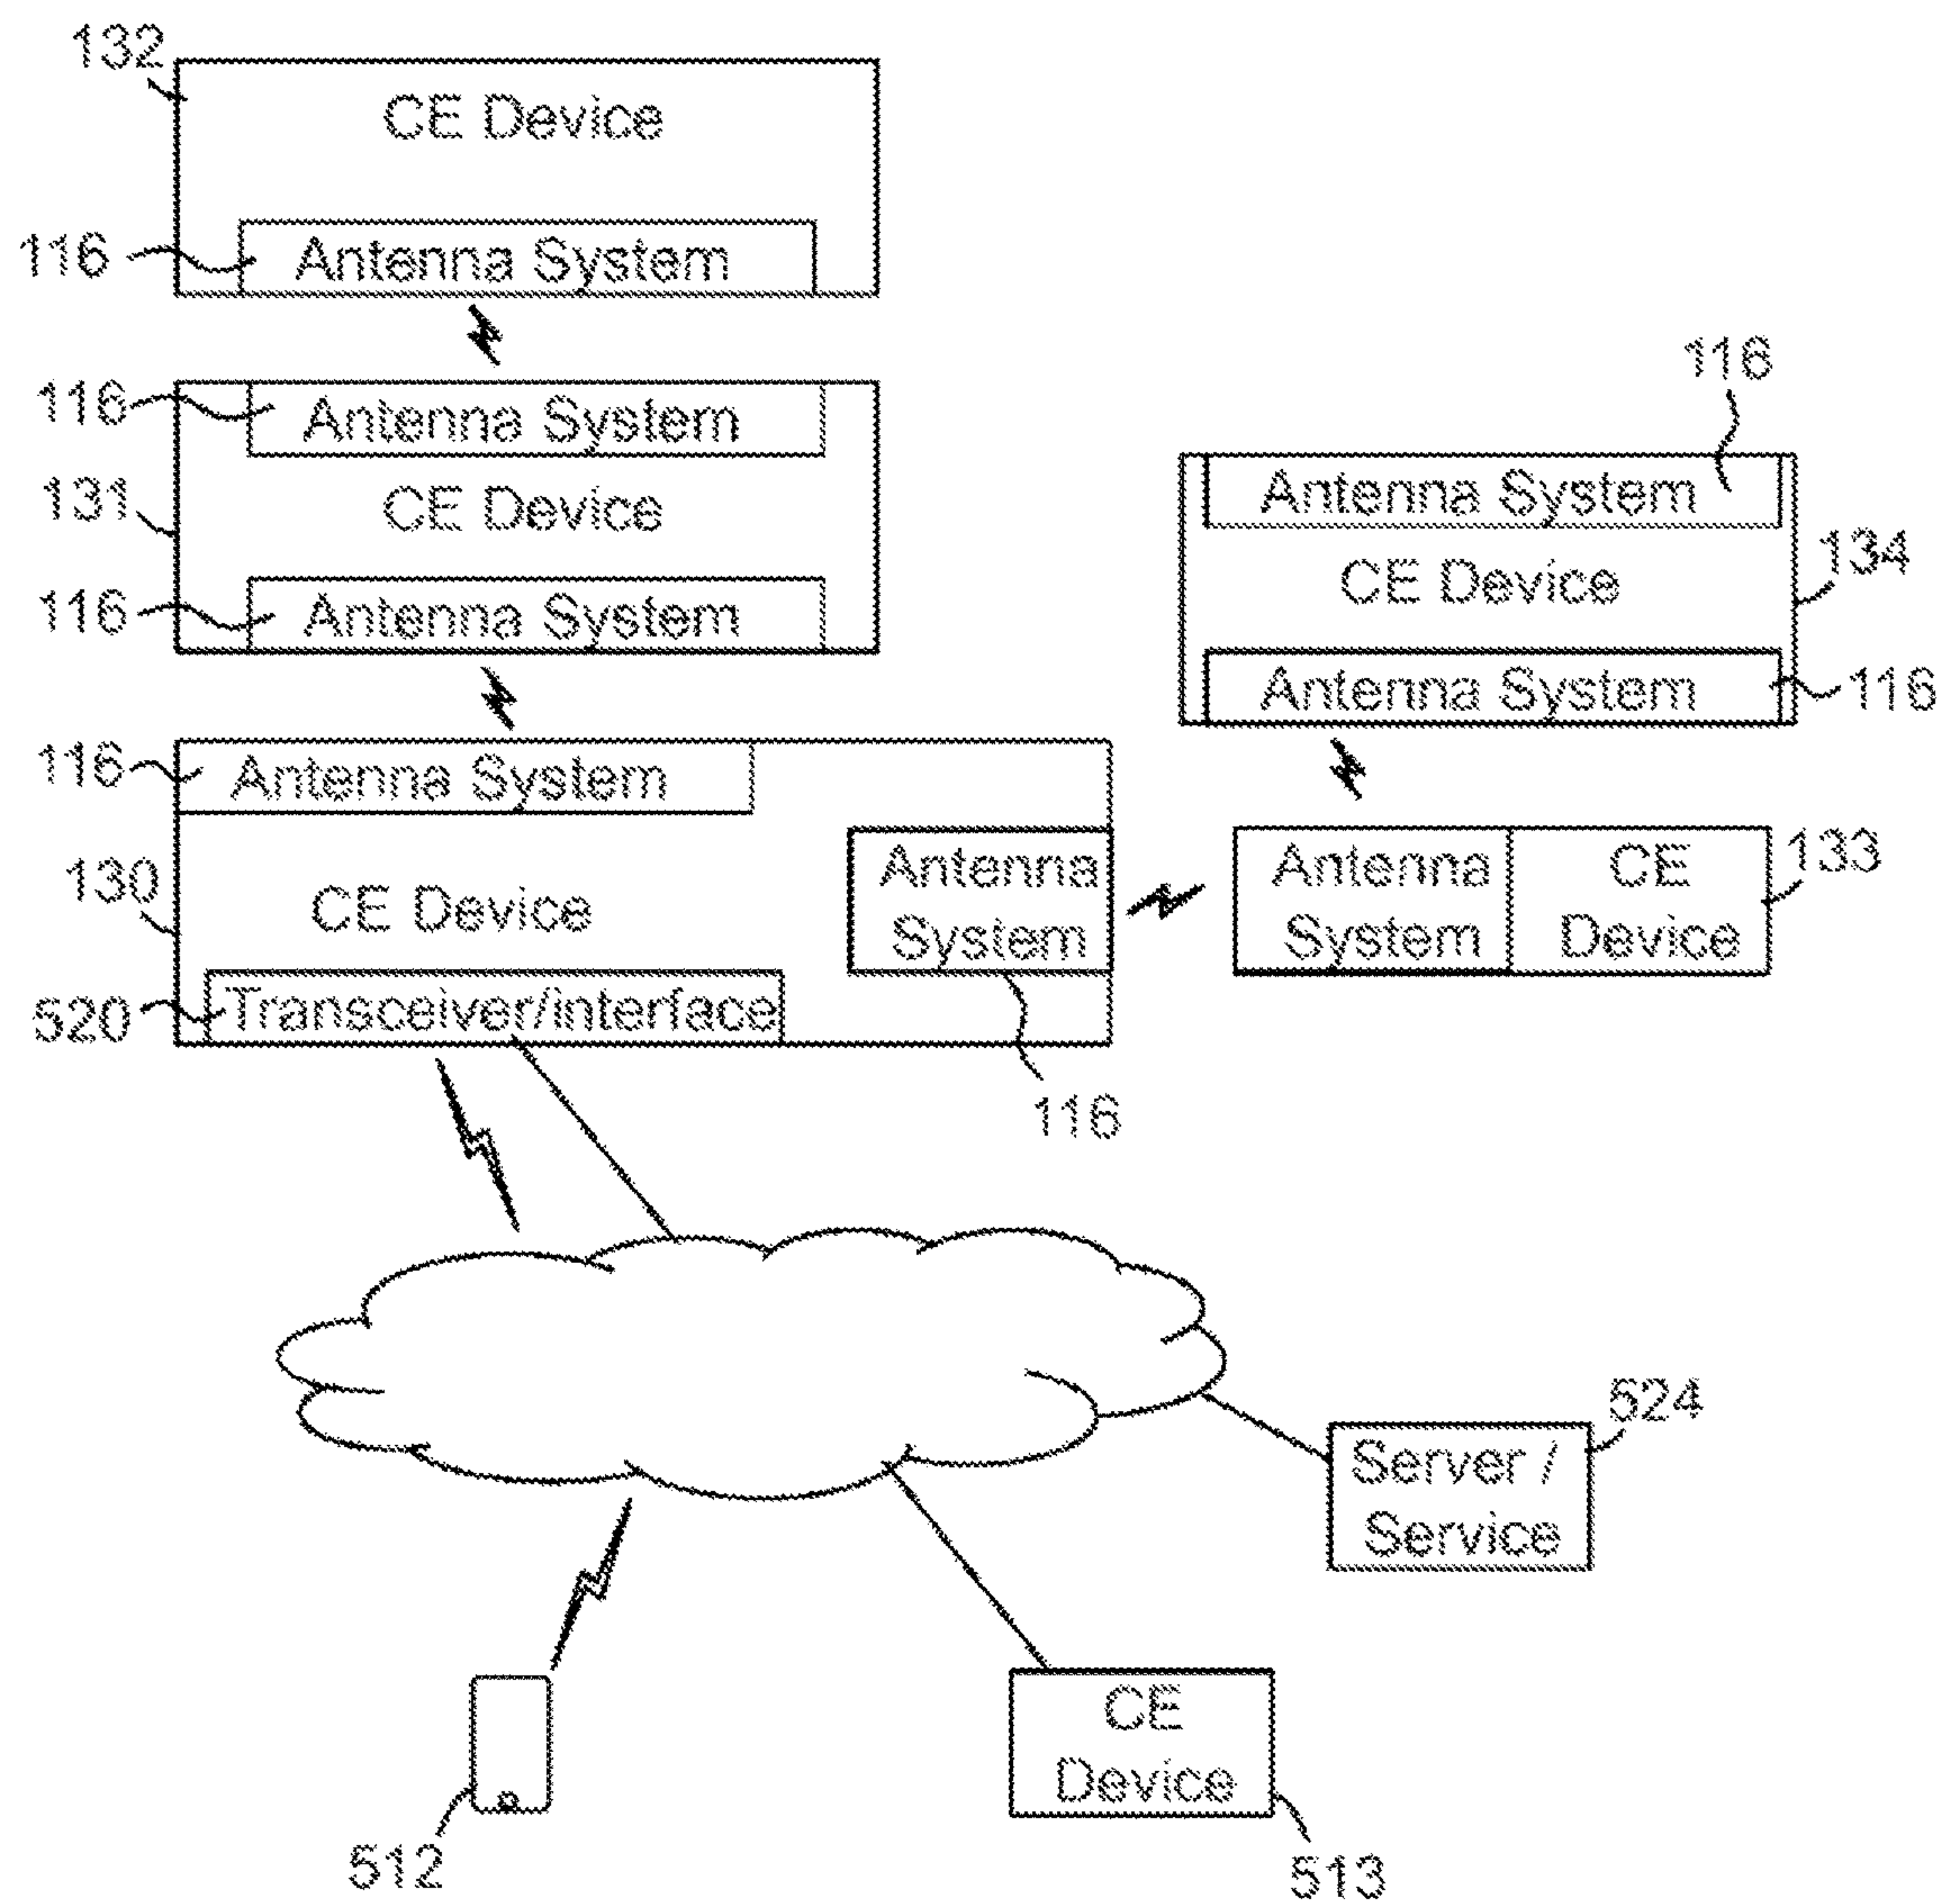 132
CE Device
116
Antenna System
116
Antenna System
131
CE Device
116
Antenna System
116
Antenna System
CE Device
134
Antenna System
116
116
Antenna System
130
CE Device
Antenna
System
520
Transceiver/interface
116
Antenna
System
CE
Device
133
524
Server /
Service
512
CE
Device
513